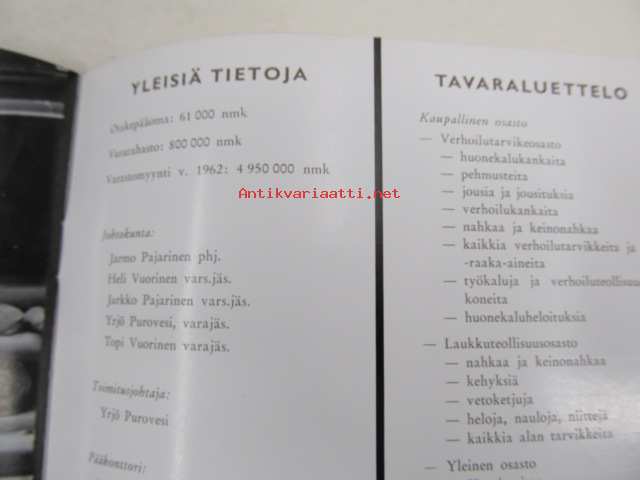 YLEISIÄ TIETOJA
Osakepääoma: 61 000 nmk
Vararahasto: 800 000 nmk
Varastomyynti v. 1962: 4 950 000 nmk
Antikvariaatti.net
Johtokunta:
Jarmo Pajarinen phj.
Heli Vuorinen vars.jäs.
Jarkko Pajarinen vars.jäs.
Yrjö Purovesi, varajäs.
Topi Vuorinen varajäs.
Toimitusjohtaja:
Yrjö Purovesi
Pääkonttori:
TAVARALUETTELO
Kaupallinen osasto
— Verhoilutarvikeosasto
— huonekalukankaita
— pehmusteita
— jousia ja jousituksia
— verhoilukankaita
— nahkaa ja keinonahkaa
— kaikkia verhoilutarvikkeita ja
-raaka-aineita
— työkaluja ja verhoiluteollisuu
koneita
— huonekaluheloituksia
— Laukkuteollisuusosasto
— nahkaa ja keinonahkaa
— kehyksiä
— vetoketjuja
— heloja, nauloja, niittejä
— kaikkia alan tarvikkeita
— Yleinen osasto